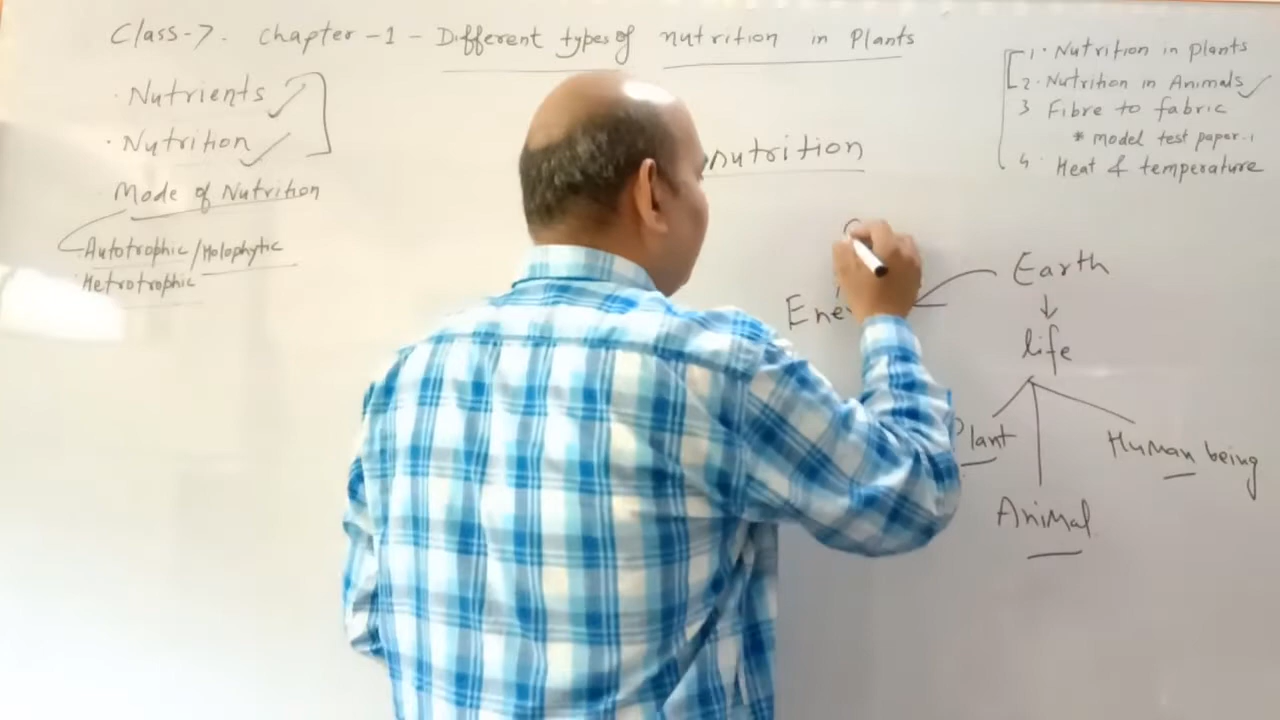 Class-7. Chapter-1-Different types of nutrition in Plants
· Nutrients
· Nutrition
Mode of Nutrition
Autotrophic/Holophytic
Hetrotrophic
nutrition
Earth
life
Plant
Human being
Animal
1. Nutrition in plants
2. Nutrition in Animals
3 Fibre to fabric
* model test paper-1
4. Heat & temperature